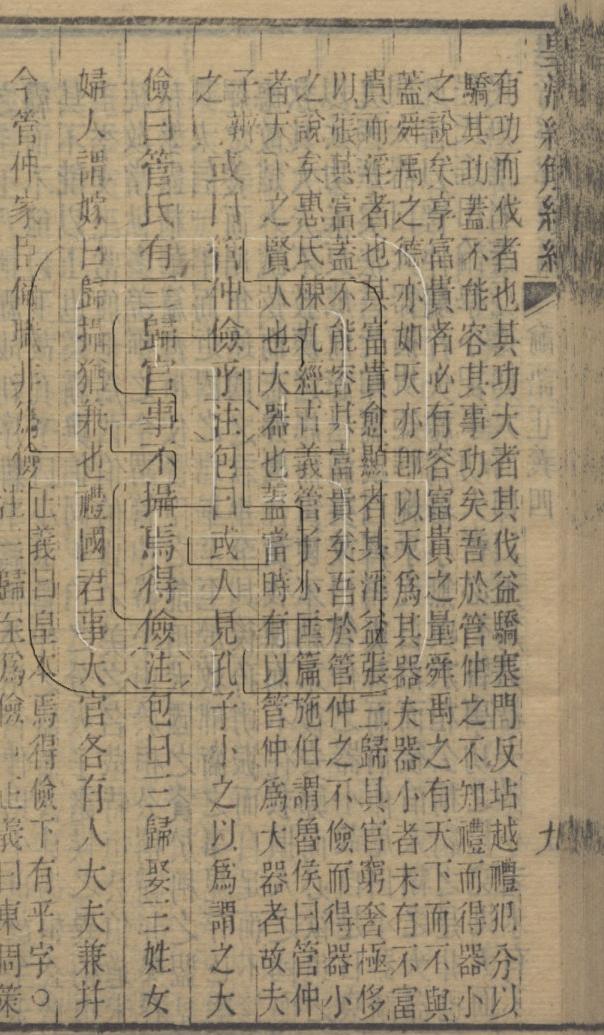 皇清經解續編
九
有功而伐者也其功大者其伐益驕塞門反坫越禮犯分以
驕其功蓋不能容其事功矣吾於管仲之不知禮而得器小
之說矣享富貴者必有容富貴之量舜禹之有天下而不與
蓋舜禹之德亦如天亦卽以天爲其器夫器小者未有不富
貴而淫者也其富貴愈顯者其淫益張三歸具官窮奢極侈
以張其富蓋不能容其富貴矣吾於管仲之不儉而得器小
之說矣惠氏棟九經古義管子小匡篇施伯謂魯侯曰管仲
者天下之賢人也大器也蓋當時有以管仲爲大器者故夫
子辨
之
或曰管仲儉乎注包曰或人見孔子小之以爲謂之大
儉曰管氏有三歸官事不攝焉得儉注包曰三歸娶三姓女
婦人謂嫁曰歸攝猶兼也禮國君事大官各有人大夫兼并
今管仲家臣備職非爲儉
正義曰皇本焉得儉下有乎字○
注三歸至爲儉○正義曰東周策